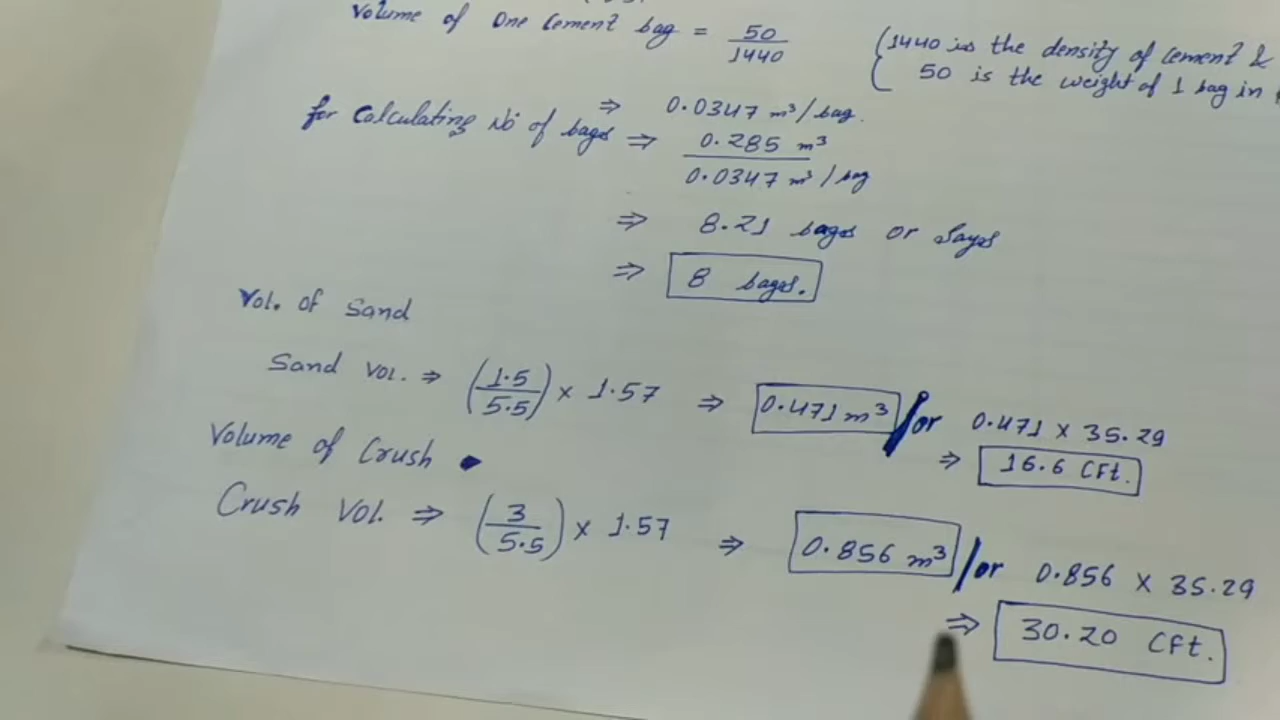 Volume of One Cement bag = 50/1440 {1440 is the density of cement &
50 is the weight of 1 bag in
⇒ 0.0347 m³/bag.
for Calculating No of bags ⇒ 0.285 m³ / 0.0347 m³/bag
⇒ 8.21 bags or Says
⇒ 8 bags.
Vol. of Sand
Sand Vol. ⇒ (1.5/5.5) × 1.57 ⇒ 0.471 m³ / or 0.471 × 35.29
⇒ 16.6 Cft.
Volume of Crush
Crush Vol. ⇒ (3/5.5) × 1.57 ⇒ 0.856 m³ / or 0.856 × 35.29
⇒ 30.20 Cft.